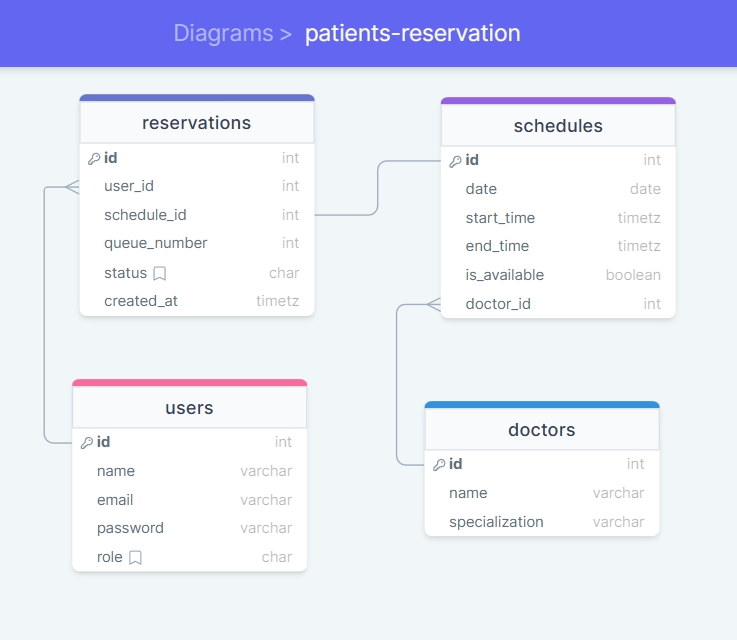 Diagrams > patients-reservation
reservations
id int
user_id int
schedule_id int
queue_number int
status char
created_at timetz
schedules
id int
date date
start_time timetz
end_time timetz
is_available boolean
doctor_id int
users
id int
name varchar
email varchar
password varchar
role char
doctors
id int
name varchar
specialization varchar